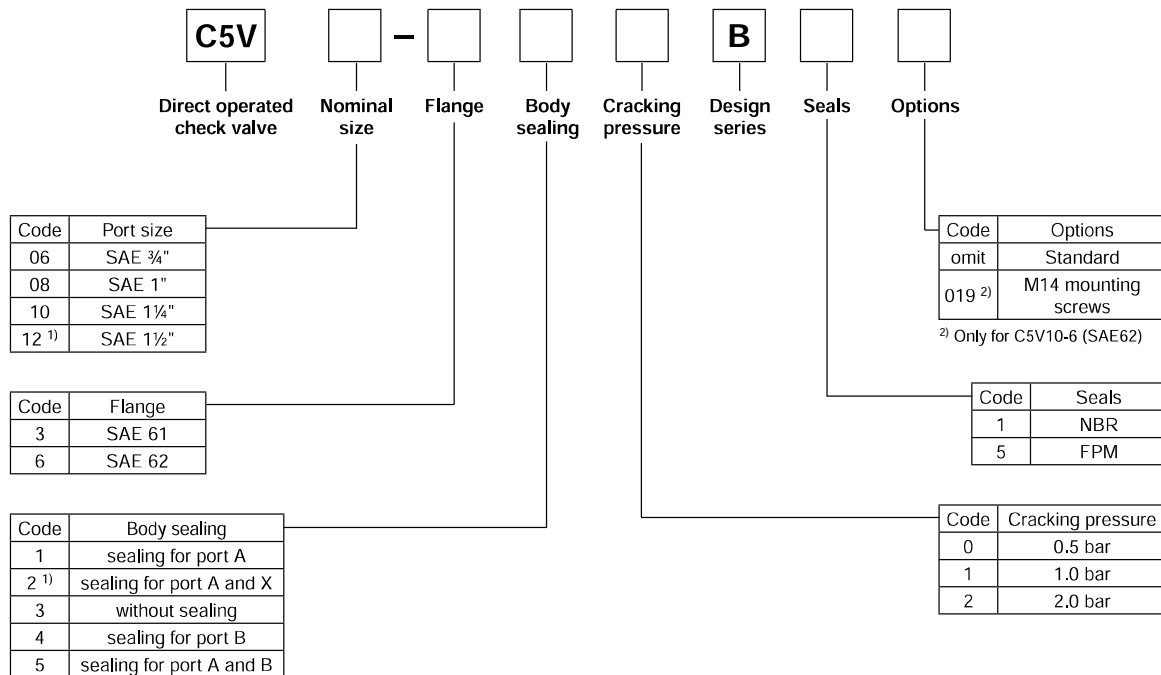 C5V – B
Direct operated check valve
Nominal size
Flange
Body sealing
Cracking pressure
Design series
Seals
Options
Code Port size
06 SAE ¾"
08 SAE 1"
10 SAE 1¼"
12 1) SAE 1½"
Code Flange
3 SAE 61
6 SAE 62
Code Body sealing
1 sealing for port A
2 1) sealing for port A and X
3 without sealing
4 sealing for port B
5 sealing for port A and B
Code Options
omit Standard
019 2) M14 mounting screws
2) Only for C5V10-6 (SAE62)
Code Seals
1 NBR
5 FPM
Code Cracking pressure
0 0.5 bar
1 1.0 bar
2 2.0 bar